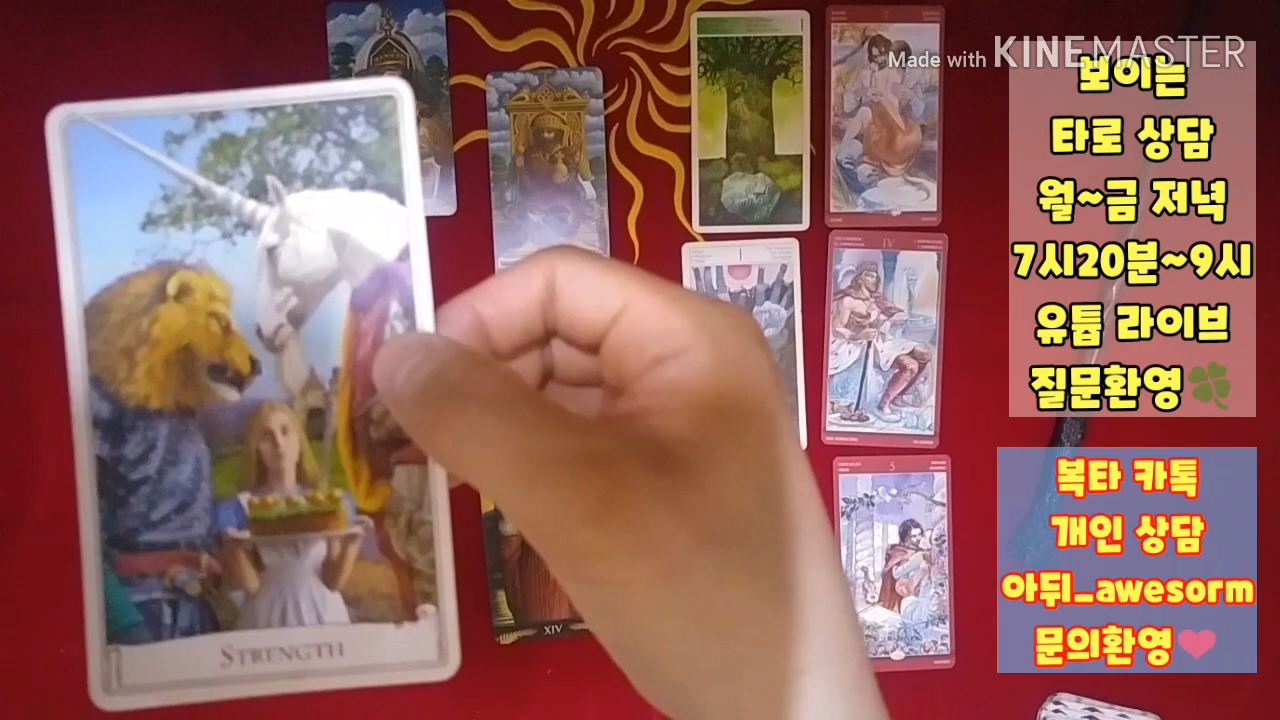 Made with KINEMASTER
보이는
타로 상담
월~금 저녁
7시20분~9시
유튭 라이브
질문환영🍀
복타 카톡
개인 상담
아뒤_awesorm
문의환영❤
STRENGTH
XIV
IV
5